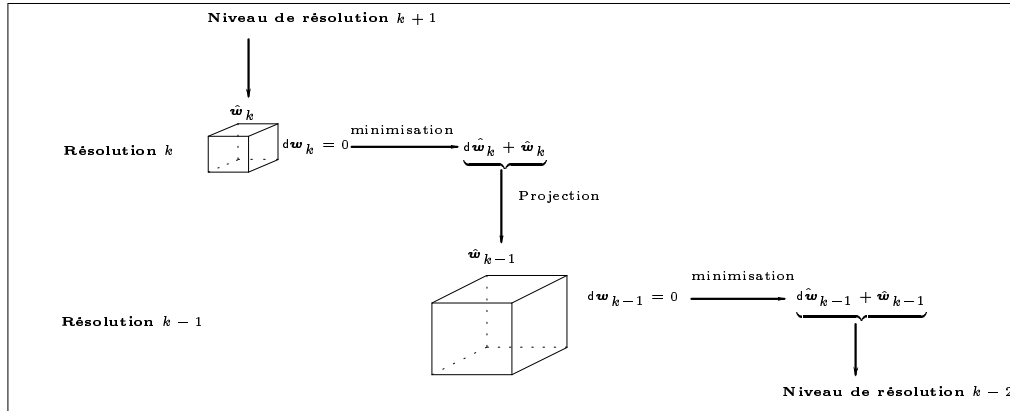 Niveau de résolution k + 1
ŵ_k
minimisation
Résolution k
d𝒘_k = 0
dŵ_k + ŵ_k
Projection
ŵ_{k−1}
minimisation
d𝒘_{k−1} = 0
dŵ_{k−1} + ŵ_{k−1}
Résolution k − 1
Niveau de résolution k − 2